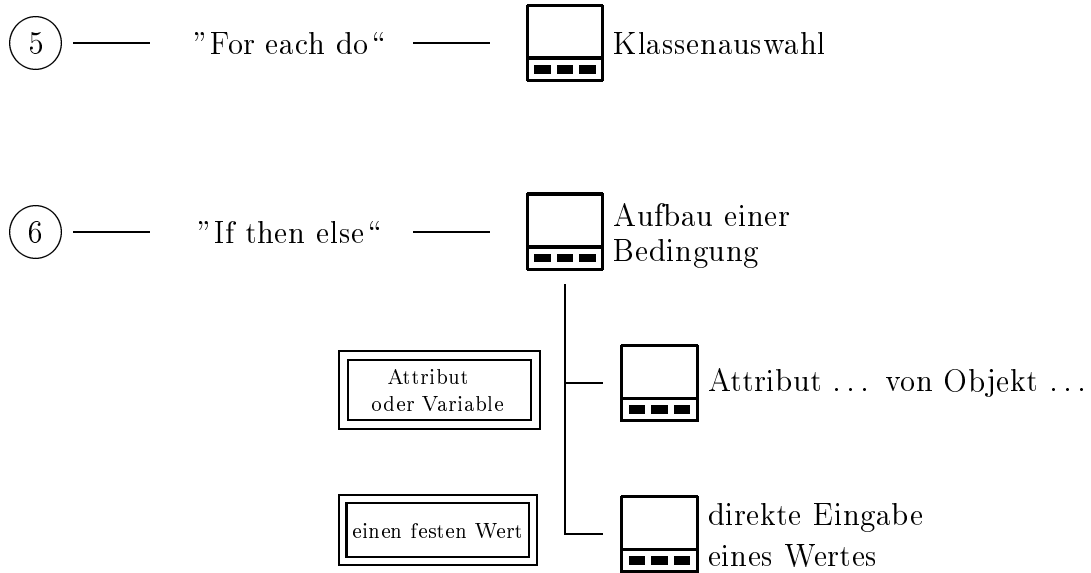 5 "For each do“ Klassenauswahl
6 "If then else“ Aufbau einer
Bedingung
Attribut
oder Variable
Attribut ... von Objekt ...
einen festen Wert
direkte Eingabe
eines Wertes